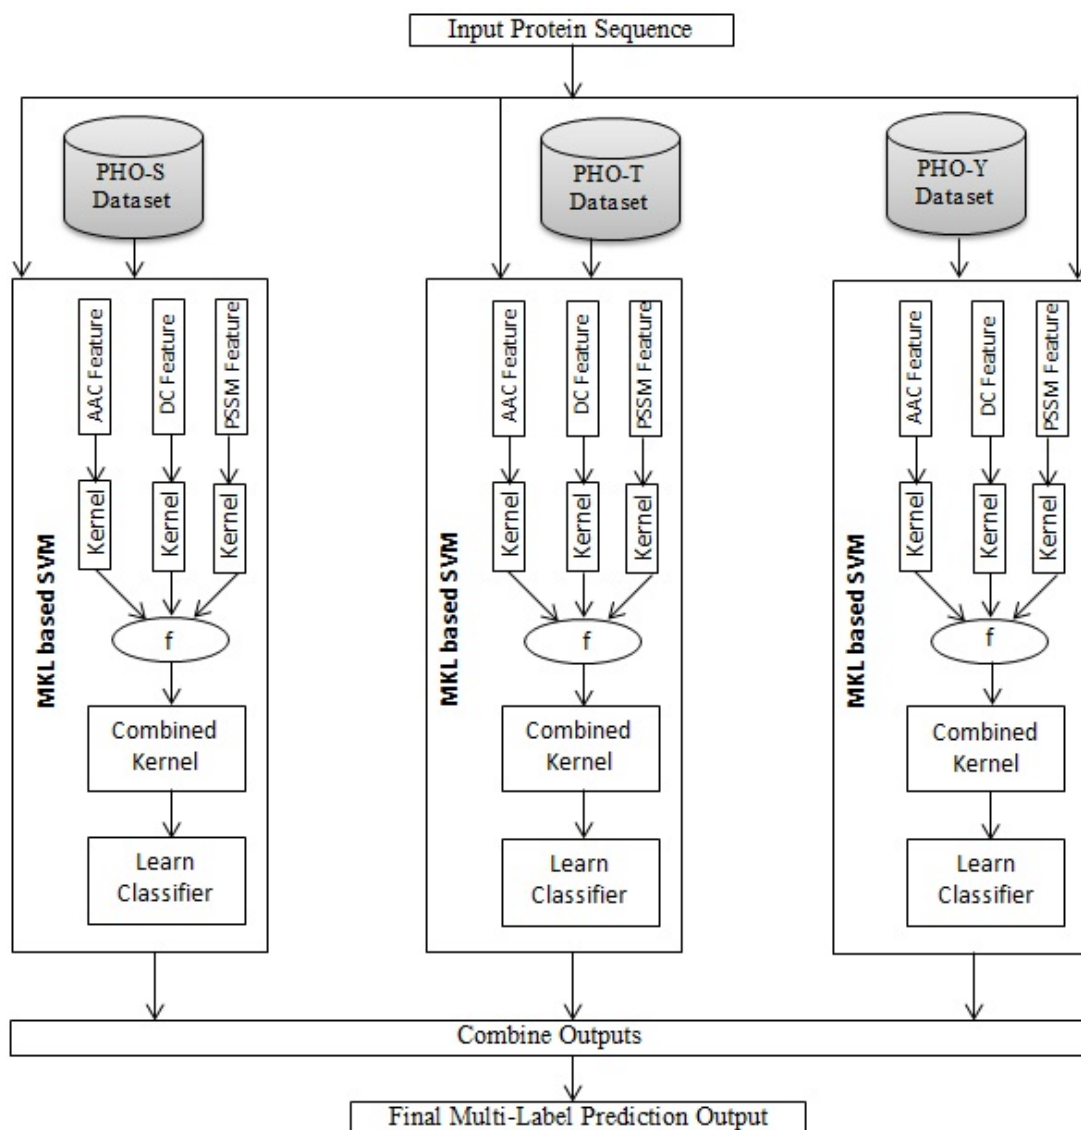 Input Protein Sequence
PHO-S
Dataset
PHO-T
Dataset
PHO-Y
Dataset
MKL based SVM
AAC Feature
DC Feature
PSSM Feature
Kernel
Kernel
Kernel
f
Combined
Kernel
Learn
Classifier
MKL based SVM
AAC Feature
DC Feature
PSSM Feature
Kernel
Kernel
Kernel
f
Combined
Kernel
Learn
Classifier
MKL based SVM
AAC Feature
DC Feature
PSSM Feature
Kernel
Kernel
Kernel
f
Combined
Kernel
Learn
Classifier
Combine Outputs
Final Multi-Label Prediction Output